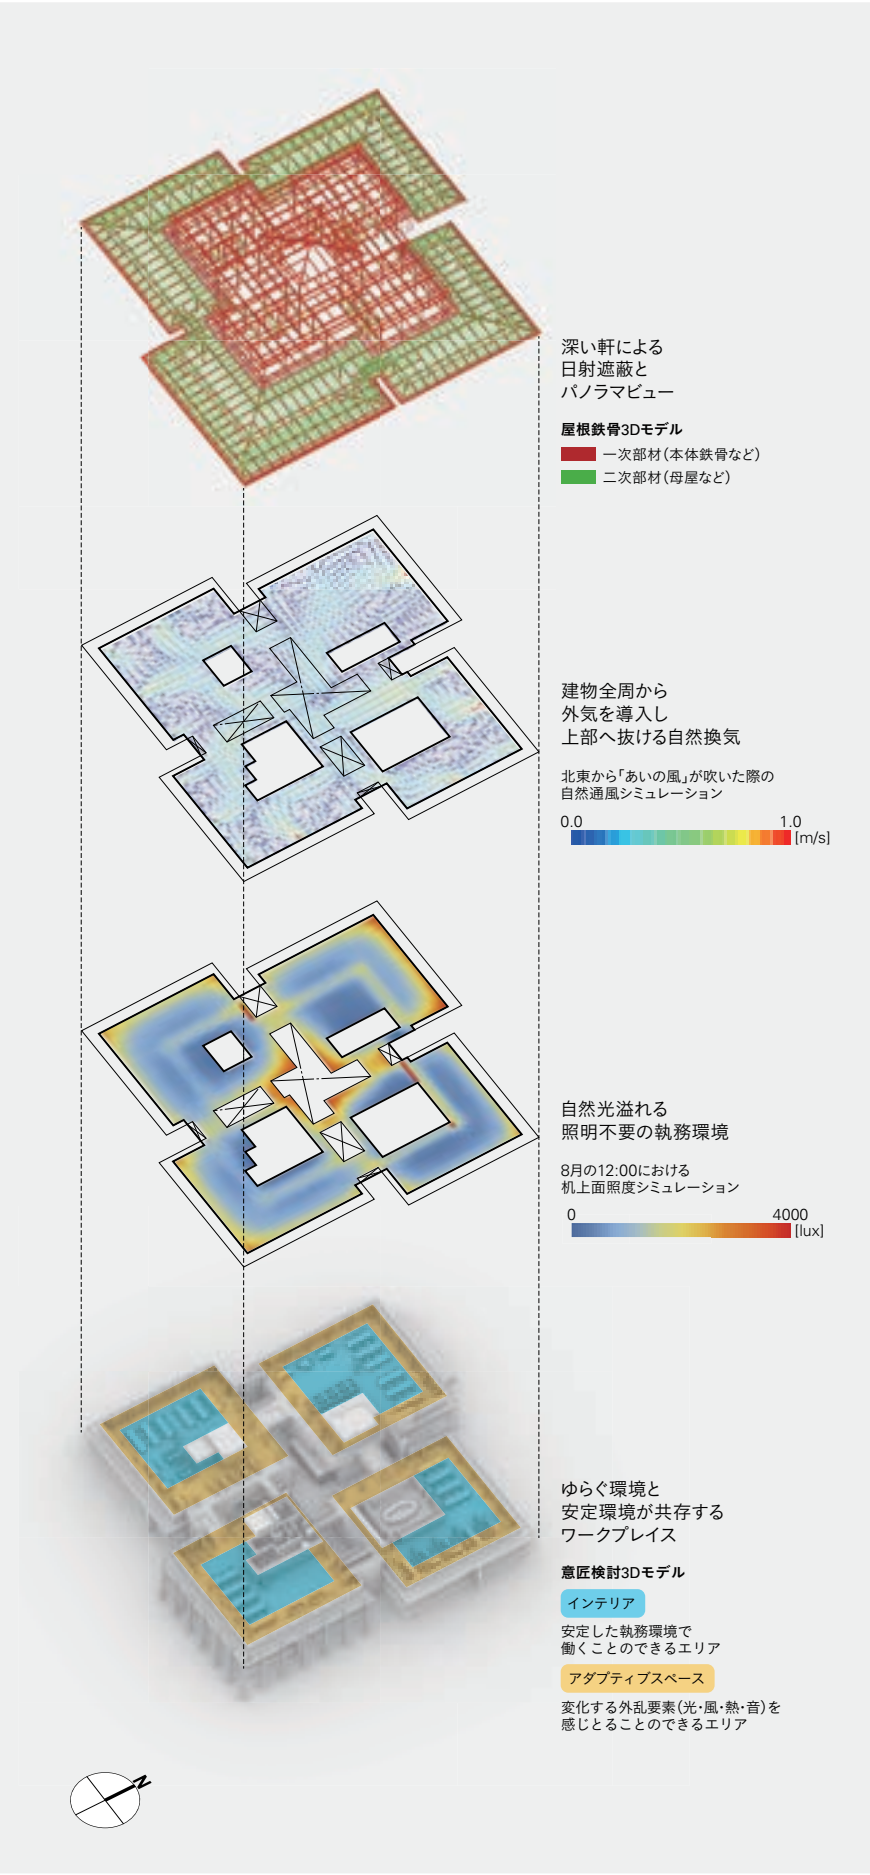 深い軒による
日射遮蔽と
パノラマビュー
屋根鉄骨3Dモデル
一次部材（本体鉄骨など）
二次部材（母屋など）
建物全周から
外気を導入し
上部へ抜ける自然換気
北東から「あいの風」が吹いた際の
自然通風シミュレーション
0.0 1.0
[m/s]
自然光溢れる
照明不要の執務環境
8月の12:00における
机上面照度シミュレーション
0 4000
[lux]
ゆらぐ環境と
安定環境が共存する
ワークプレイス
意匠検討3Dモデル
インテリア
安定した執務環境で
働くことのできるエリア
アダプティブスペース
変化する外乱要素（光・風・熱・音）を
感じとることのできるエリア
N